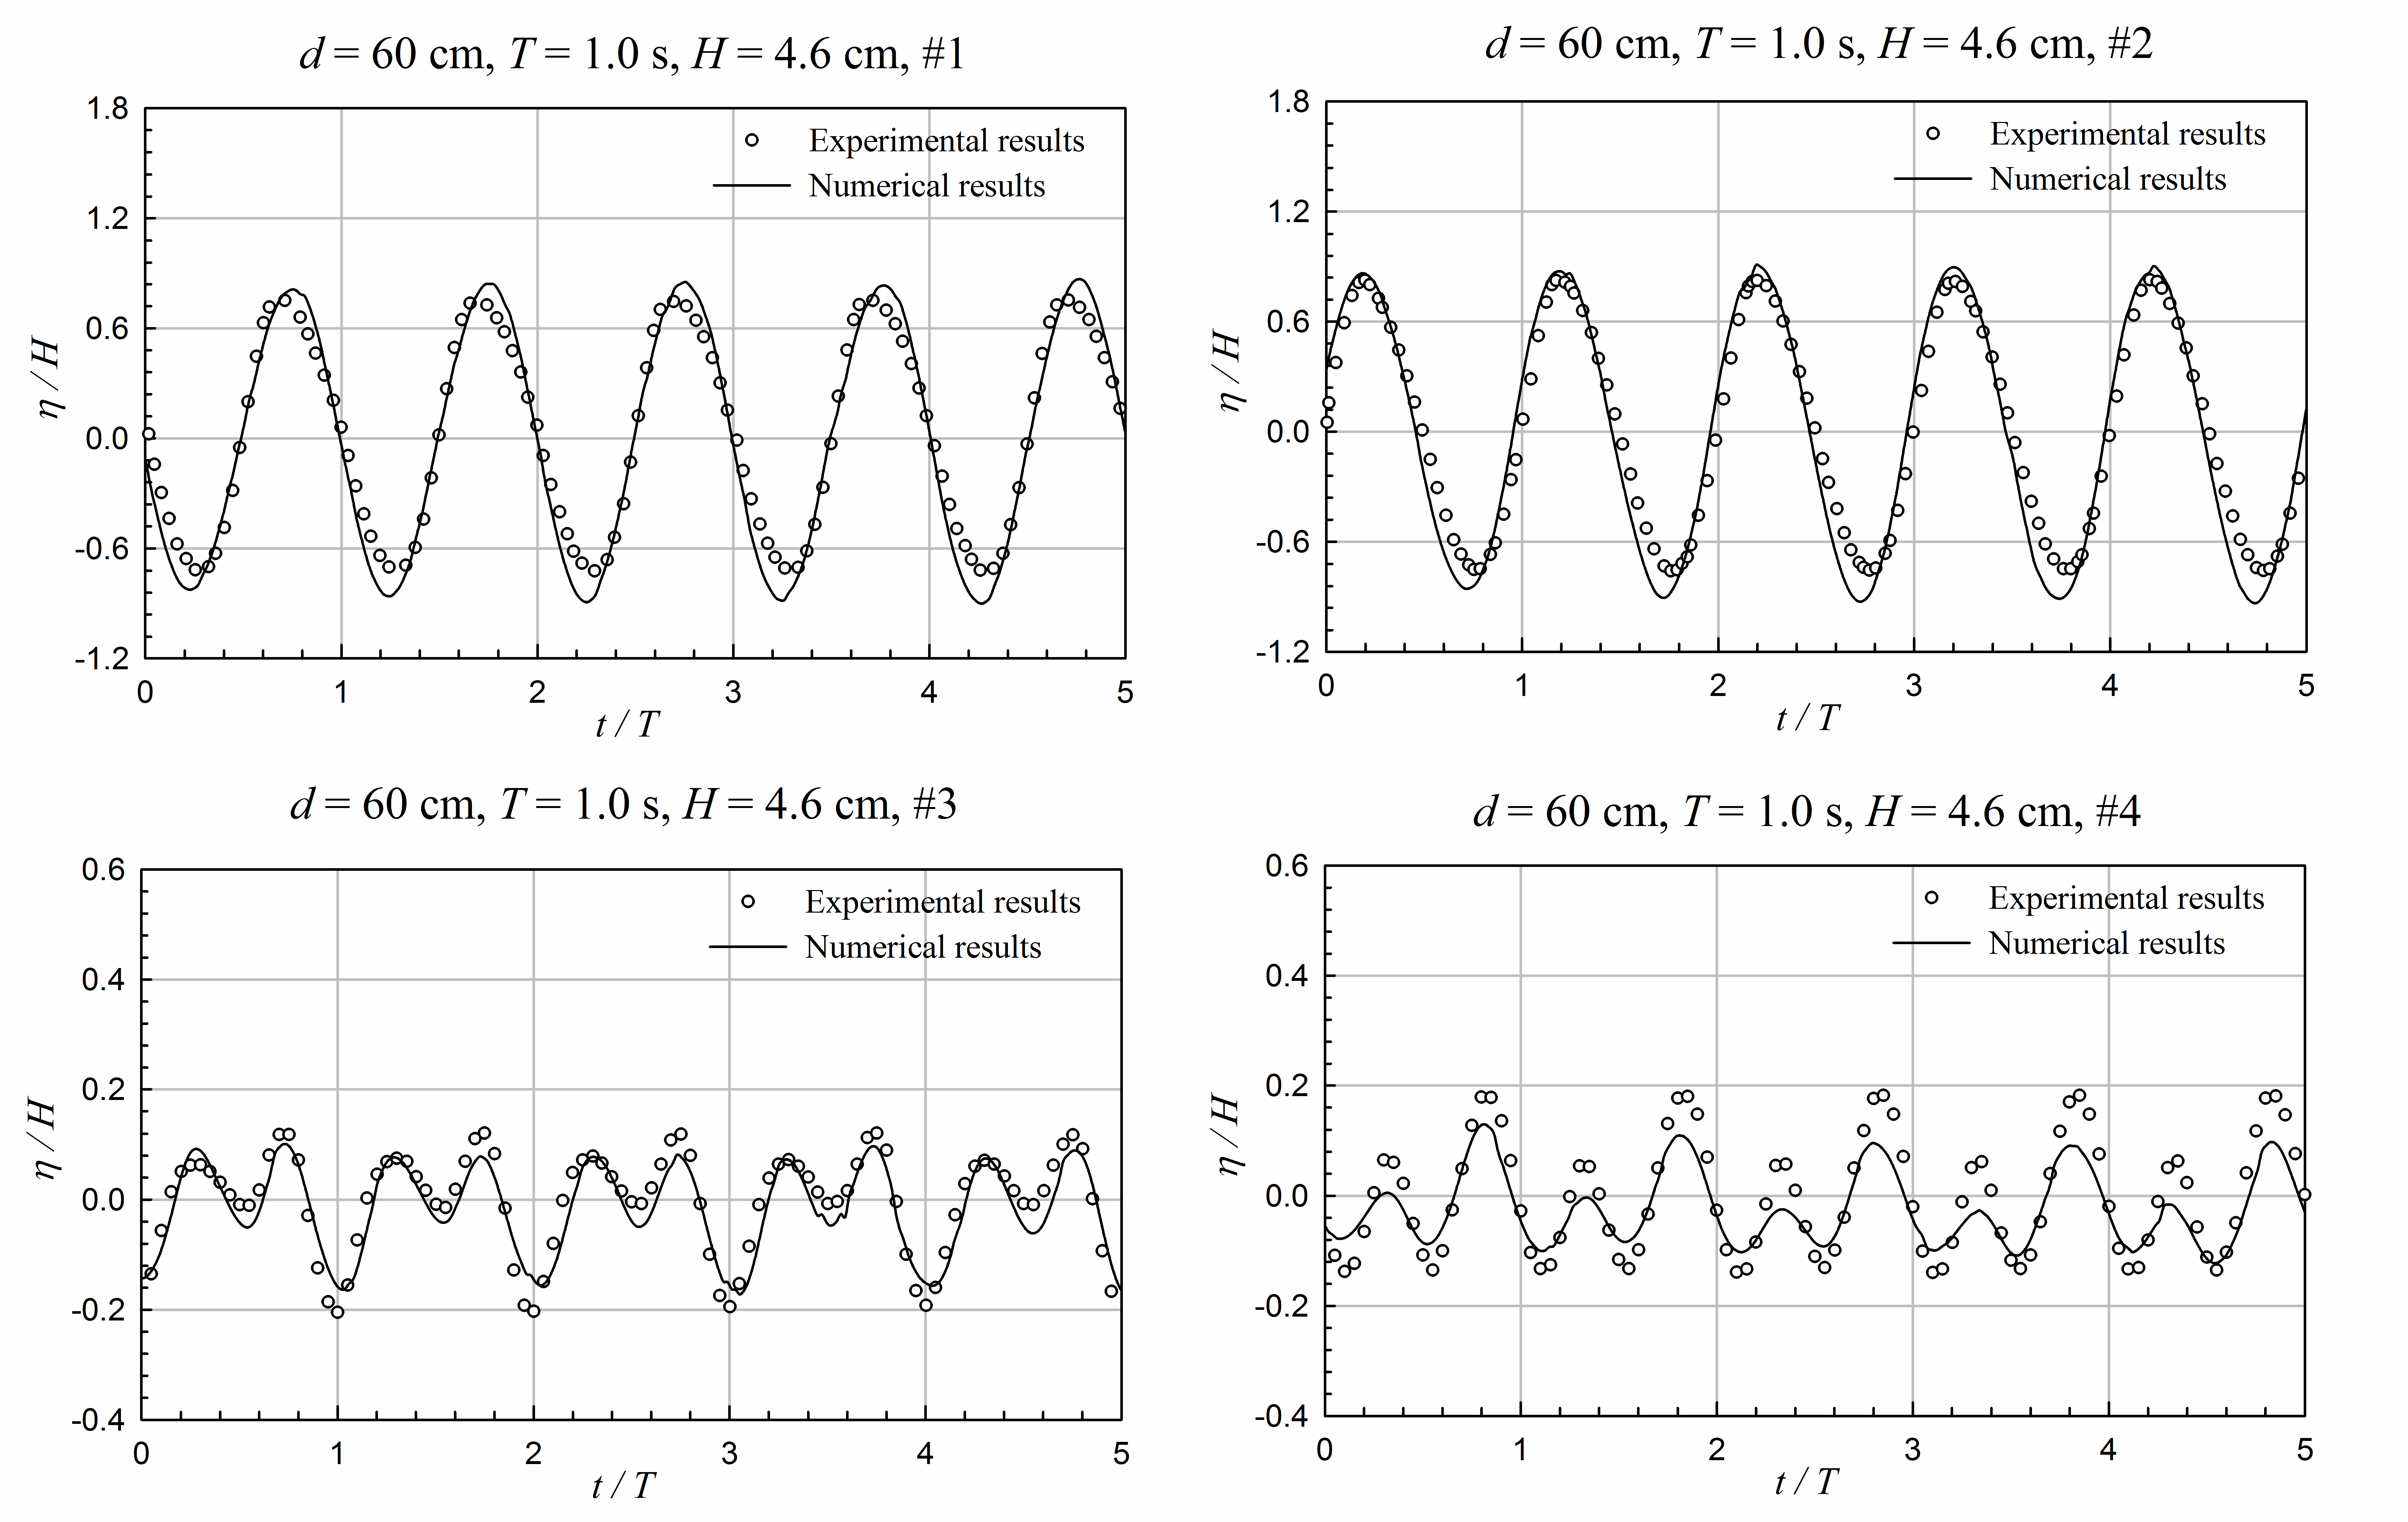 d = 60 cm, T = 1.0 s, H = 4.6 cm, #1
1.8
1.2
0.6
0.0
-0.6
-1.2
η / H
Experimental results
Numerical results
0 1 2 3 4 5
t / T
d = 60 cm, T = 1.0 s, H = 4.6 cm, #2
1.8
1.2
0.6
0.0
-0.6
-1.2
η / H
Experimental results
Numerical results
0 1 2 3 4 5
t / T
d = 60 cm, T = 1.0 s, H = 4.6 cm, #3
0.6
0.4
0.2
0.0
-0.2
-0.4
η / H
Experimental results
Numerical results
0 1 2 3 4 5
t / T
d = 60 cm, T = 1.0 s, H = 4.6 cm, #4
0.6
0.4
0.2
0.0
-0.2
-0.4
η / H
Experimental results
Numerical results
0 1 2 3 4 5
t / T